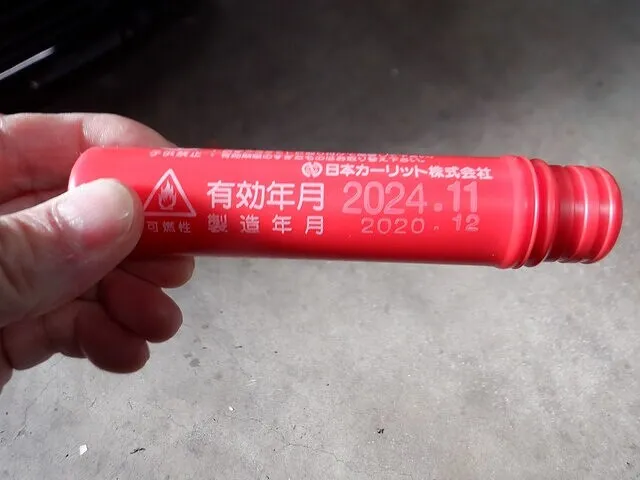 日本カーリット株式会社
有効年月 2024.11
可燃性 製造年月 2020.12